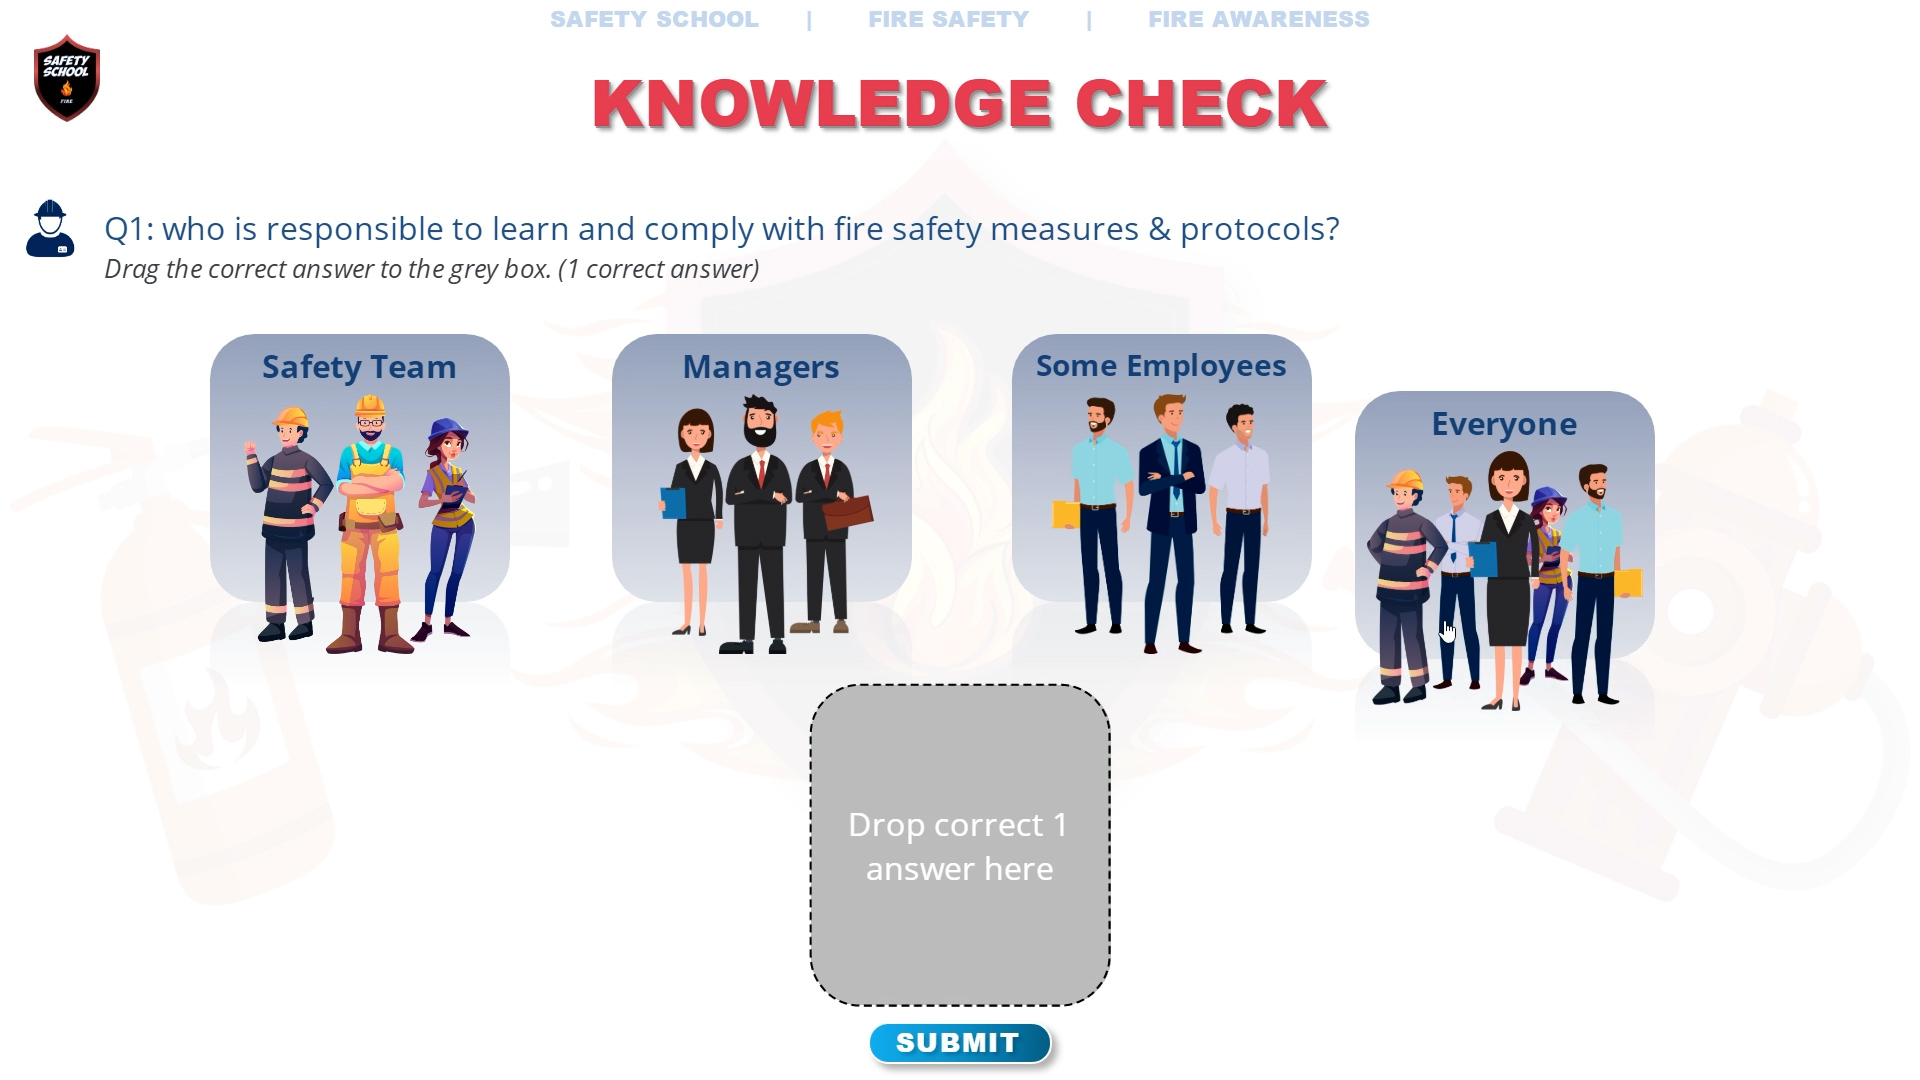 SAFETY SCHOOL | FIRE SAFETY | FIRE AWARENESS
SAFETY
SCHOOL
FIRE
KNOWLEDGE CHECK
Q1: who is responsible to learn and comply with fire safety measures & protocols?
Drag the correct answer to the grey box. (1 correct answer)
Safety Team
Managers
Some Employees
Everyone
Drop correct 1
answer here
SUBMIT